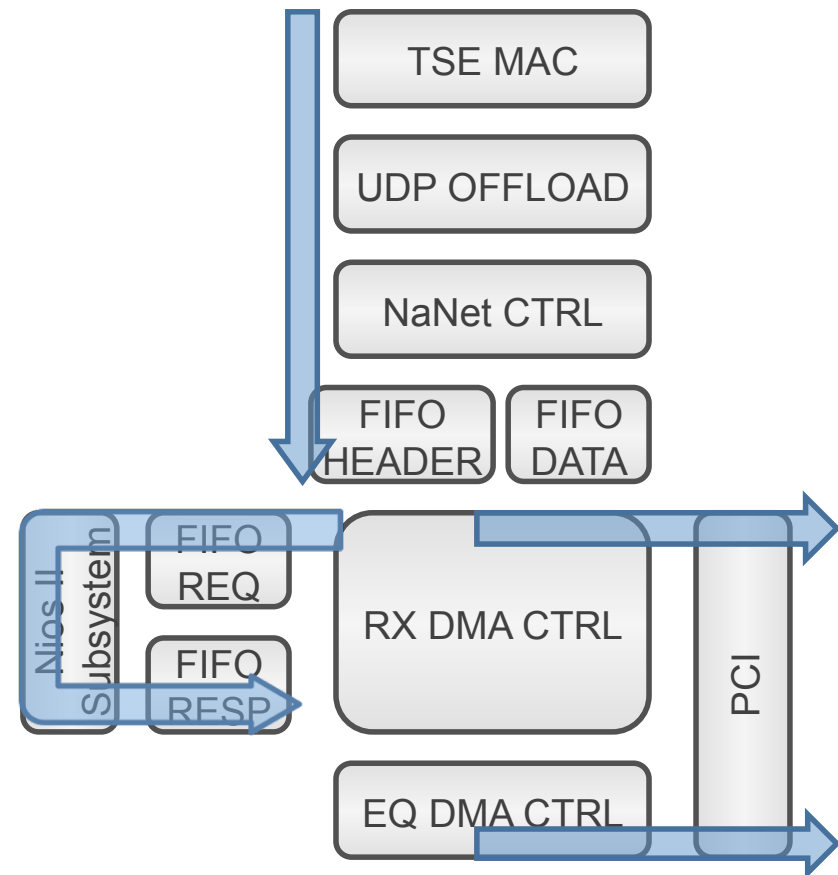 TSE MAC
UDP OFFLOAD
NaNet CTRL
FIFO
HEADER
FIFO
DATA
Nios II
Subsystem
FIFO
REQ
FIFO
RESP
RX DMA CTRL
PCI
EQ DMA CTRL